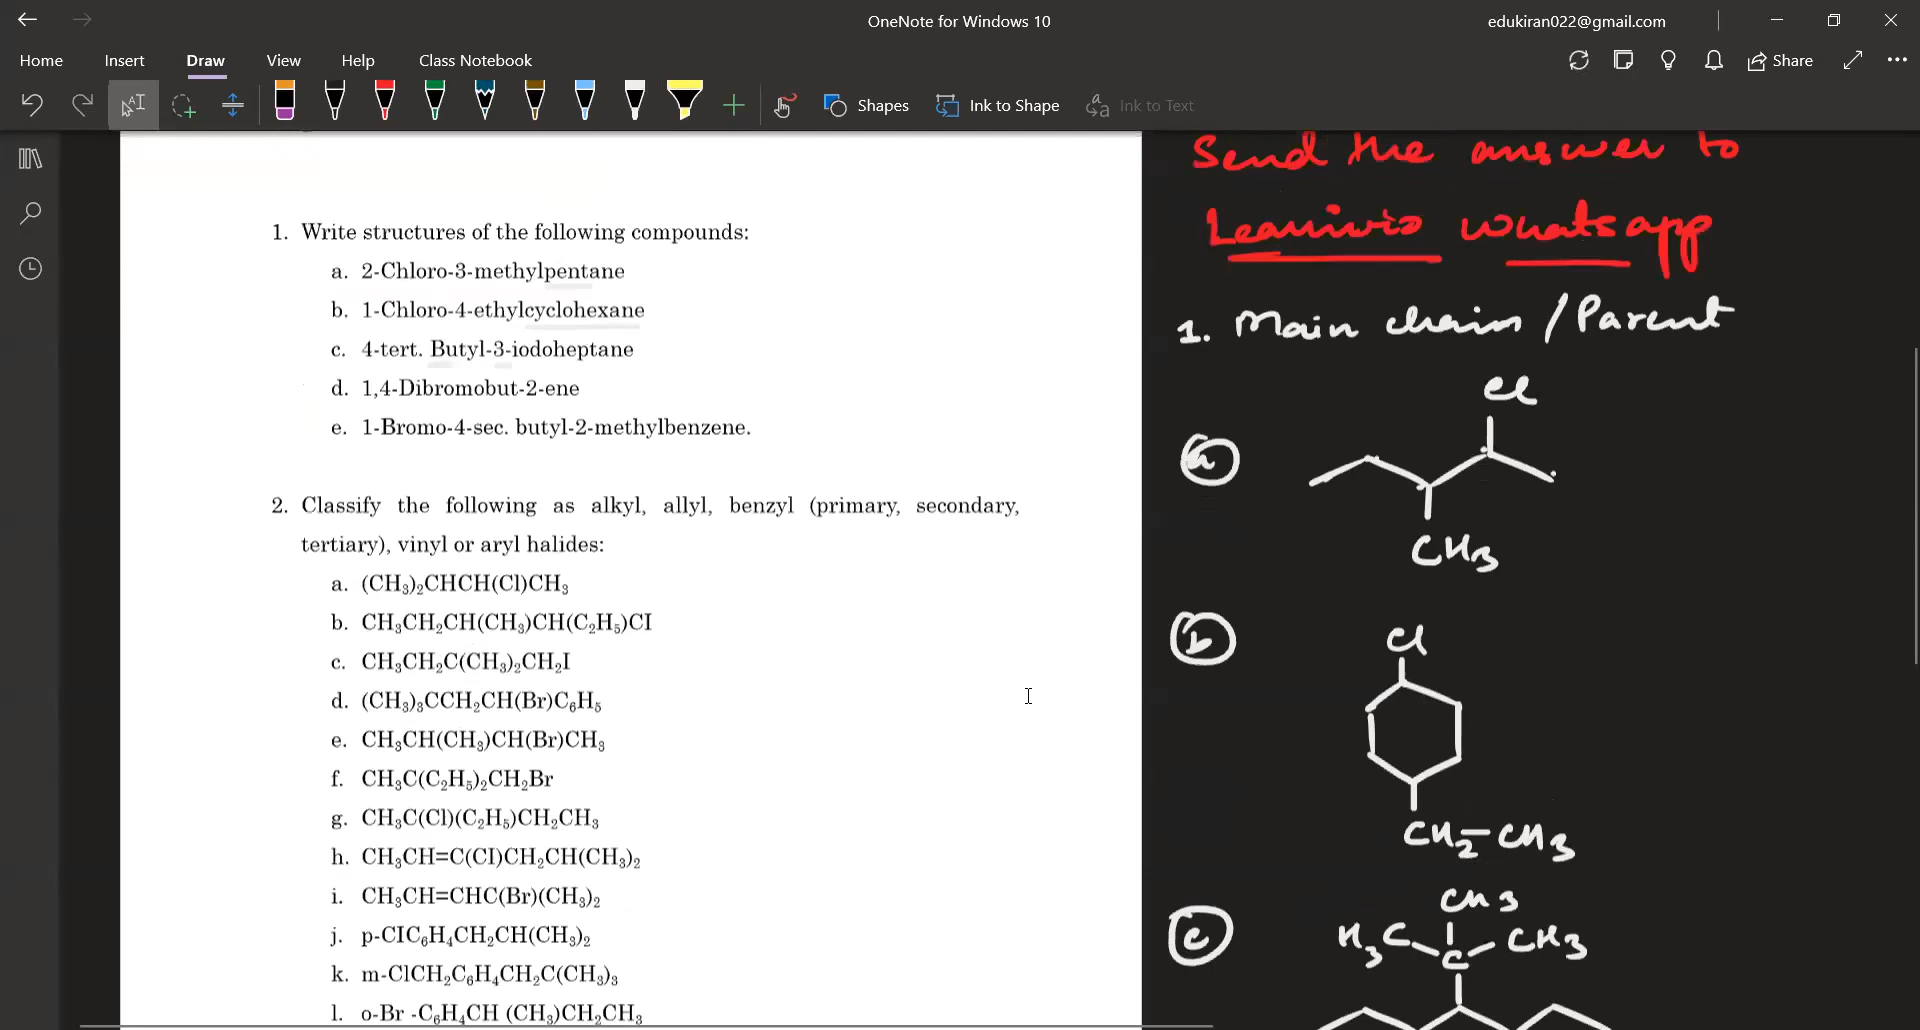 OneNote for Windows 10
edukiran022@gmail.com
Home Insert Draw View Help Class Notebook
Share
Shapes Ink to Shape Ink to Text
1. Write structures of the following compounds:
a. 2-Chloro-3-methylpentane
b. 1-Chloro-4-ethylcyclohexane
c. 4-tert. Butyl-3-iodoheptane
d. 1,4-Dibromobut-2-ene
e. 1-Bromo-4-sec. butyl-2-methylbenzene.
2. Classify the following as alkyl, allyl, benzyl (primary, secondary,
tertiary), vinyl or aryl halides:
a. (CH₃)₂CHCH(Cl)CH₃
b. CH₃CH₂CH(CH₃)CH(C₂H₅)CI
c. CH₃CH₂C(CH₃)₂CH₂I
d. (CH₃)₃CCH₂CH(Br)C₆H₅
e. CH₃CH(CH₃)CH(Br)CH₃
f. CH₃C(C₂H₅)₂CH₂Br
g. CH₃C(Cl)(C₂H₅)CH₂CH₃
h. CH₃CH=C(CI)CH₂CH(CH₃)₂
i. CH₃CH=CHC(Br)(CH₃)₂
j. p-CIC₆H₄CH₂CH(CH₃)₂
k. m-ClCH₂C₆H₄CH₂C(CH₃)₃
l. o-Br -C₆H₄CH (CH₃)CH₂CH₃
Send the answer to
whatsapp
1. Main chain / Parent
Cl
a
CH3
b
Cl
CH2-CH3
c
CH3
H3C C CH3